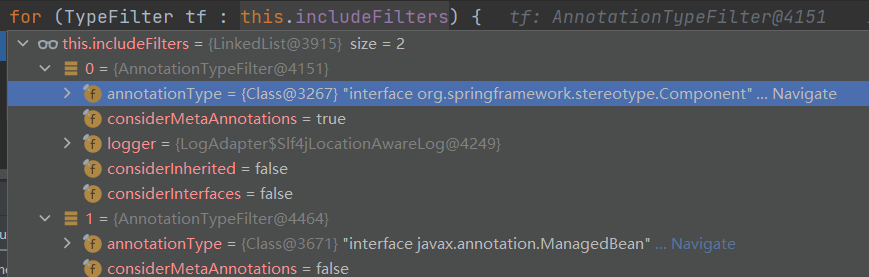 for (TypeFilter tf : this.includeFilters) { tf: AnnotationTypeFilter@4151
this.includeFilters = {LinkedList@3915} size = 2
0 = {AnnotationTypeFilter@4151}
annotationType = {Class@3267} "interface org.springframework.stereotype.Component" ... Navigate
considerMetaAnnotations = true
logger = {LogAdapter$Slf4jLocationAwareLog@4249}
considerInherited = false
considerInterfaces = false
1 = {AnnotationTypeFilter@4464}
annotationType = {Class@3671} "interface javax.annotation.ManagedBean" ... Navigate
considerMetaAnnotations = false